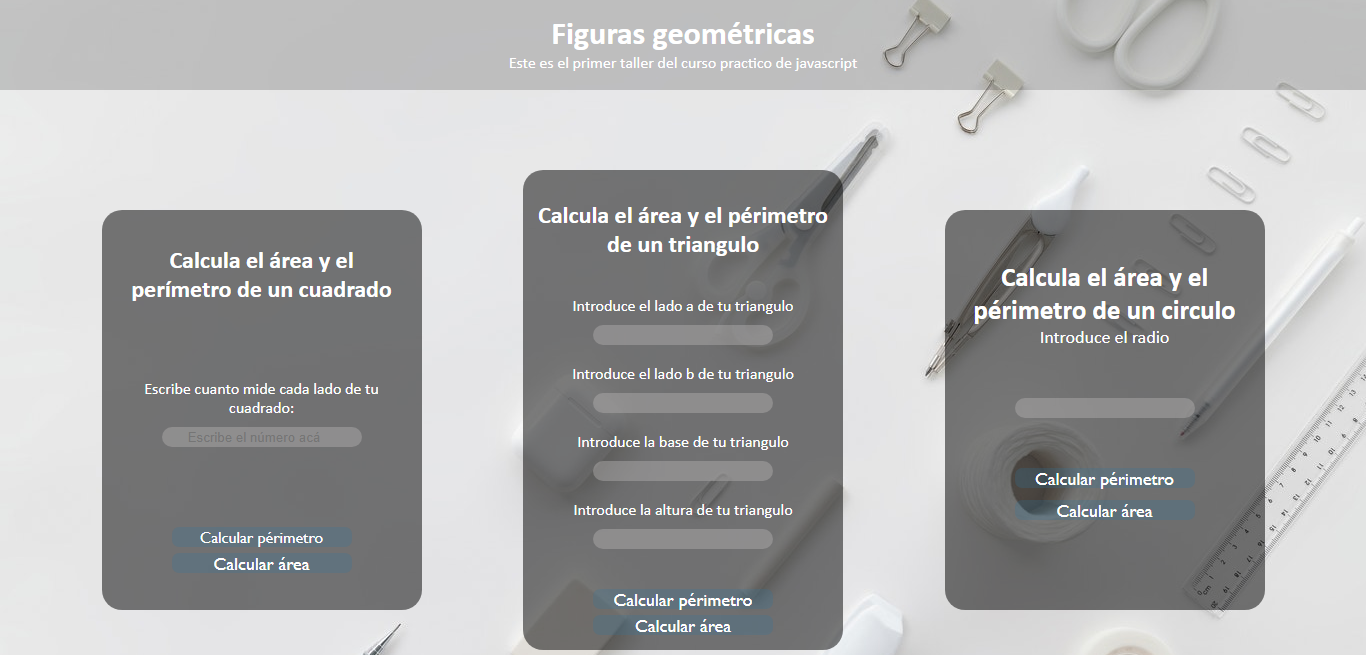 Figuras geométricas
Este es el primer taller del curso practico de javascript
Calcula el área y el
perímetro de un cuadrado
Escribe cuanto mide cada lado de tu
cuadrado:
Escribe el número acá
Calcular périmetro
Calcular área
Calcula el área y el périmetro
de un triangulo
Introduce el lado a de tu triangulo
Introduce el lado b de tu triangulo
Introduce la base de tu triangulo
Introduce la altura de tu triangulo
Calcular périmetro
Calcular área
Calcula el área y el
périmetro de un circulo
Introduce el radio
Calcular périmetro
Calcular área